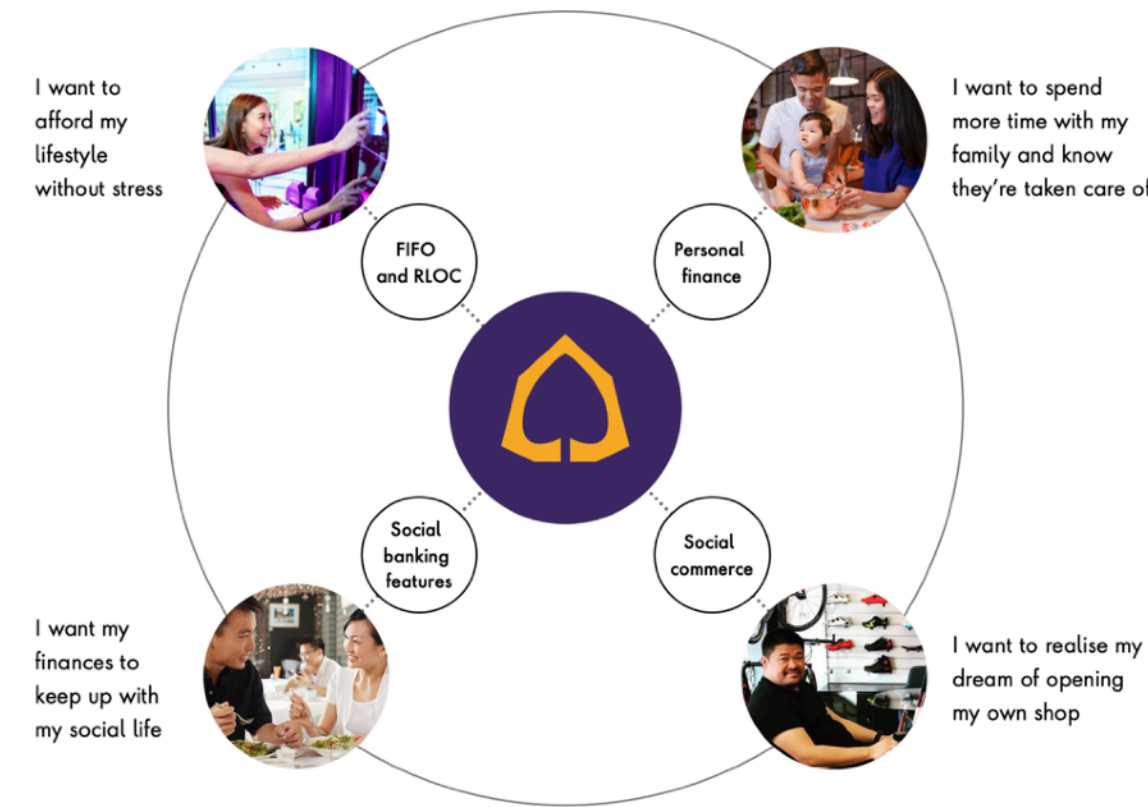 I want to
afford my
lifestyle
without stress
I want to spend
more time with my
family and know
they're taken care of
FIFO
and RLOC
Personal
finance
Social
banking
features
Social
commerce
I want my
finances to
keep up with
my social life
I want to realise my
dream of opening
my own shop